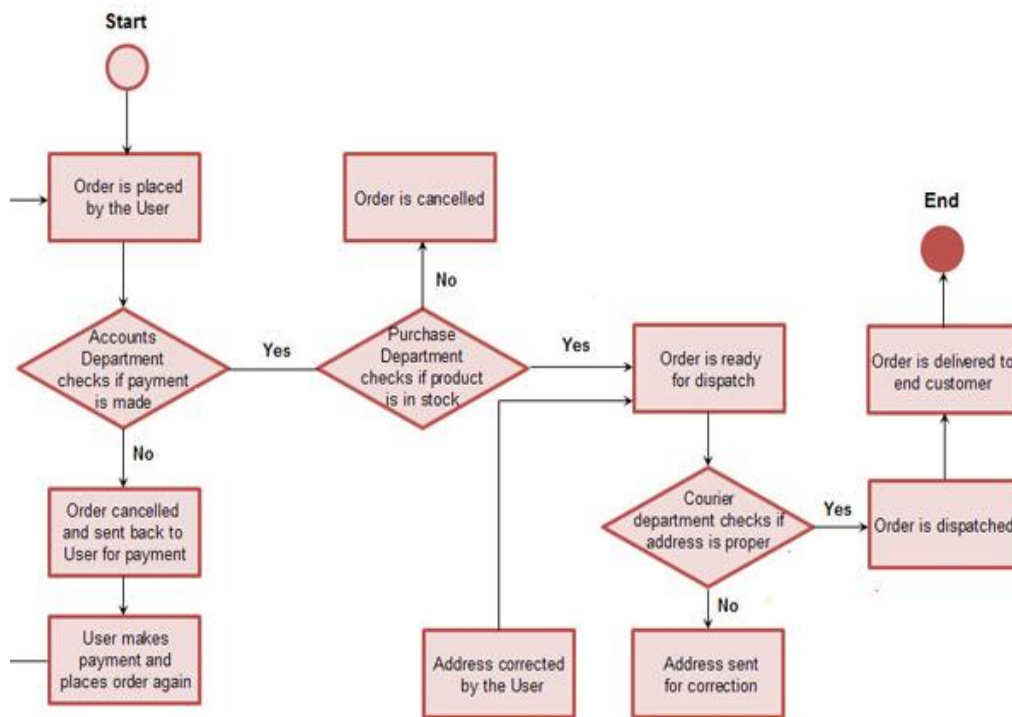 Start
Order is placed
by the User
Order is cancelled
End
No
Accounts
Department
checks if payment
is made
Yes
Purchase
Department
checks if product
is in stock
Yes
Order is ready
for dispatch
Order is delivered to
end customer
No
Order cancelled
and sent back to
User for payment
Courier
department checks if
address is proper
Yes
Order is dispatched
No
User makes
payment and
places order again
Address corrected
by the User
Address sent
for correction